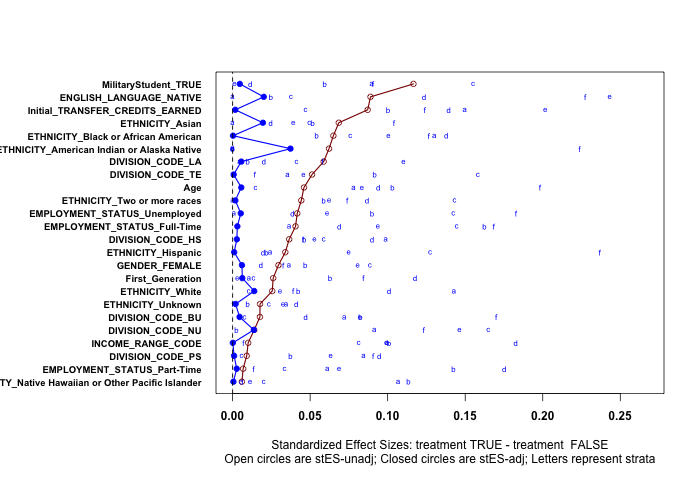 MilitaryStudent_TRUE
ENGLISH_LANGUAGE_NATIVE
Initial_TRANSFER_CREDITS_EARNED
ETHNICITY_Asian
ETHNICITY_Black or African American
ETHNICITY_American Indian or Alaska Native
DIVISION_CODE_LA
DIVISION_CODE_TE
Age
ETHNICITY_Two or more races
EMPLOYMENT_STATUS_Unemployed
EMPLOYMENT_STATUS_Full-Time
DIVISION_CODE_HS
ETHNICITY_Hispanic
GENDER_FEMALE
First_Generation
ETHNICITY_White
ETHNICITY_Unknown
DIVISION_CODE_BU
DIVISION_CODE_NU
INCOME_RANGE_CODE
DIVISION_CODE_PS
EMPLOYMENT_STATUS_Part-Time
ITY_Native Hawaiian or Other Pacific Islander
0.00 0.05 0.10 0.15 0.20 0.25
Standardized Effect Sizes: treatment TRUE - treatment FALSE
Open circles are stES-unadj; Closed circles are stES-adj; Letters represent strata